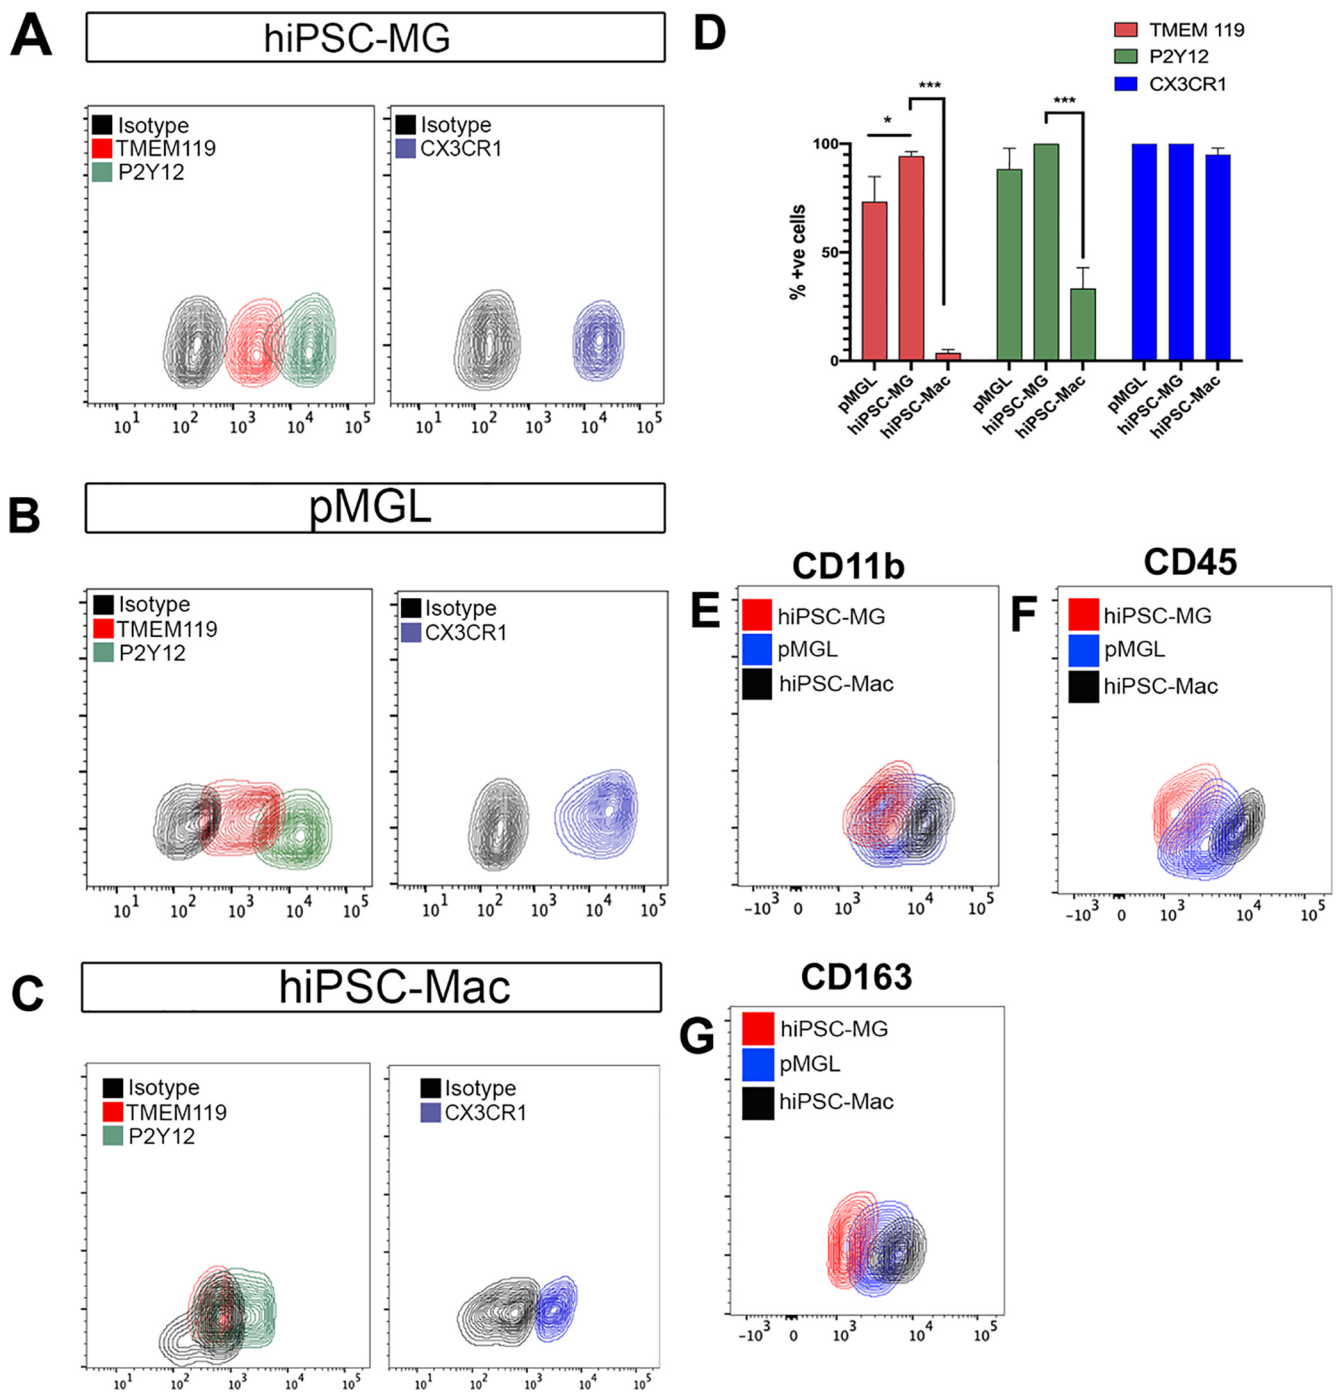 A
hiPSC-MG
Isotype
TMEM119
P2Y12
Isotype
CX3CR1
10^1 10^2 10^3 10^4 10^5
10^1 10^2 10^3 10^4 10^5
D
TMEM 119
P2Y12
CX3CR1
*
***
***
% +ve cells
100
50
0
pMGL
hiPSC-MG
hiPSC-Mac
pMGL
hiPSC-MG
hiPSC-Mac
pMGL
hiPSC-MG
hiPSC-Mac
B
pMGL
Isotype
TMEM119
P2Y12
Isotype
CX3CR1
10^1 10^2 10^3 10^4 10^5
10^1 10^2 10^3 10^4 10^5
CD11b
E
hiPSC-MG
pMGL
hiPSC-Mac
-10^3 0 10^3 10^4 10^5
CD45
F
hiPSC-MG
pMGL
hiPSC-Mac
-10^3 0 10^3 10^4 10^5
C
hiPSC-Mac
Isotype
TMEM119
P2Y12
Isotype
CX3CR1
10^1 10^2 10^3 10^4 10^5
10^1 10^2 10^3 10^4 10^5
CD163
G
hiPSC-MG
pMGL
hiPSC-Mac
-10^3 0 10^3 10^4 10^5